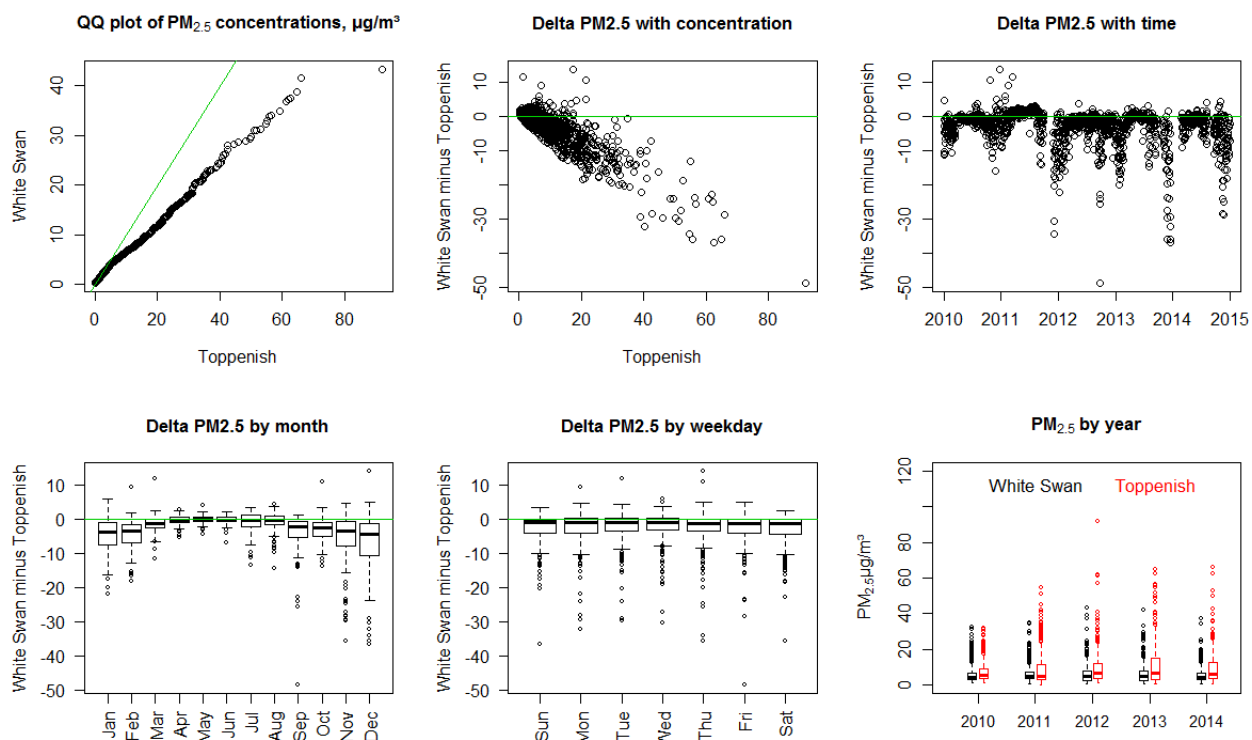 QQ plot of PM2.5 concentrations, µg/m³
White Swan
0 10 20 30 40
0 20 40 60 80
Toppenish
Delta PM2.5 with concentration
White Swan minus Toppenish
-50 -30 -10 0 10
0 20 40 60 80
Toppenish
Delta PM2.5 with time
White Swan minus Toppenish
-50 -30 -10 0 10
2010 2011 2012 2013 2014 2015
Delta PM2.5 by month
White Swan minus Toppenish
-50 -40 -30 -20 -10 0 10
Jan Feb Mar Apr May Jun Jul Aug Sep Oct Nov Dec
Delta PM2.5 by weekday
White Swan minus Toppenish
-50 -40 -30 -20 -10 0 10
Sun Mon Tue Wed Thu Fri Sat
PM2.5 by year
White Swan Toppenish
PM2.5µg/m³
0 20 40 60 80 120
2010 2011 2012 2013 2014